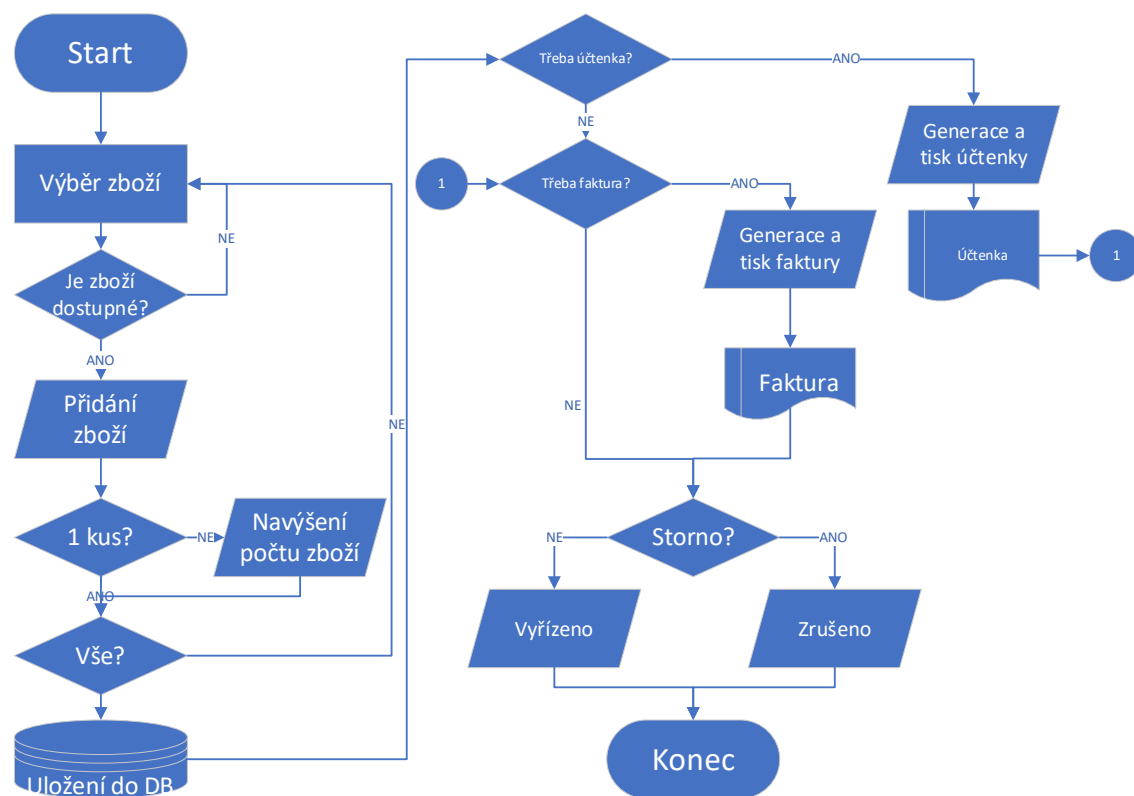 Start
Výběr zboží
NE
Je zboží
dostupné?
ANO
Přidání
zboží
1 kus?
NE
Navýšení
počtu zboží
ANO
Vše?
NE
Uložení do DB
Třeba účtenka?
ANO
NE
Generace a
tisk účtenky
1
Třeba faktura?
ANO
Generace a
tisk faktury
Účtenka
1
Faktura
NE
Storno?
NE
ANO
Vyřízeno
Zrušeno
Konec